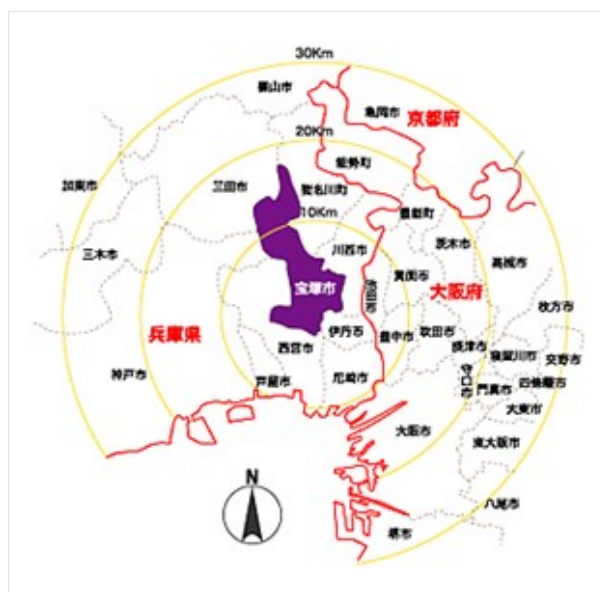 30Km
篠山市
亀岡市
京都府
20Km
能勢町
三田市
猪名川町
加東市
10Km
豊能町
茨木市
川西市
三木市
高槻市
箕面市
宝塚市
大阪府
池田市
枚方市
兵庫県
伊丹市
豊中市
吹田市
摂津市
西宮市
寝屋川市
交野市
守口市
神戸市
芦屋市
尼崎市
門真市
四條畷市
大東市
大阪市
東大阪市
N
八尾市
堺市